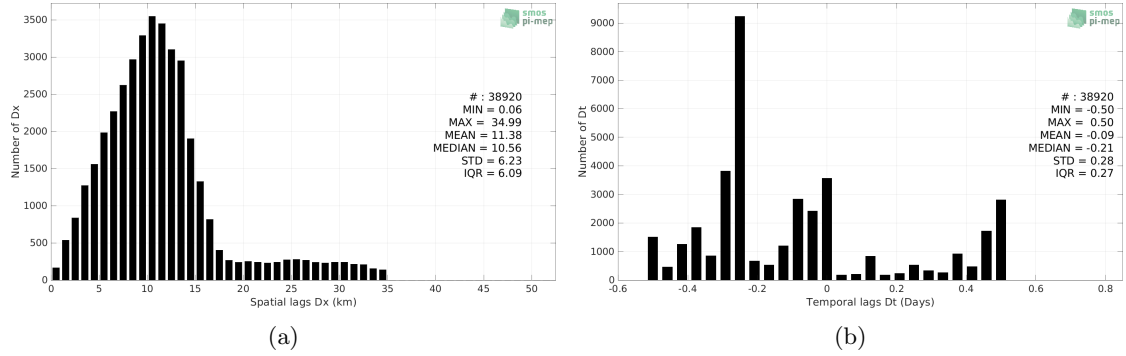 smos
pi-mep
3500
3000
2500
2000
1500
1000
500
0
Number of Dx
# : 38920
MIN = 0.06
MAX = 34.99
MEAN = 11.38
MEDIAN = 10.56
STD = 6.23
IQR = 6.09
0 5 10 15 20 25 30 35 40 45 50
Spatial lags Dx (km)
(a)
smos
pi-mep
9000
8000
7000
6000
5000
4000
3000
2000
1000
0
Number of Dt
# : 38920
MIN = -0.50
MAX = 0.50
MEAN = -0.09
MEDIAN = -0.21
STD = 0.28
IQR = 0.27
-0.6 -0.4 -0.2 0 0.2 0.4 0.6 0.8
Temporal lags Dt (Days)
(b)